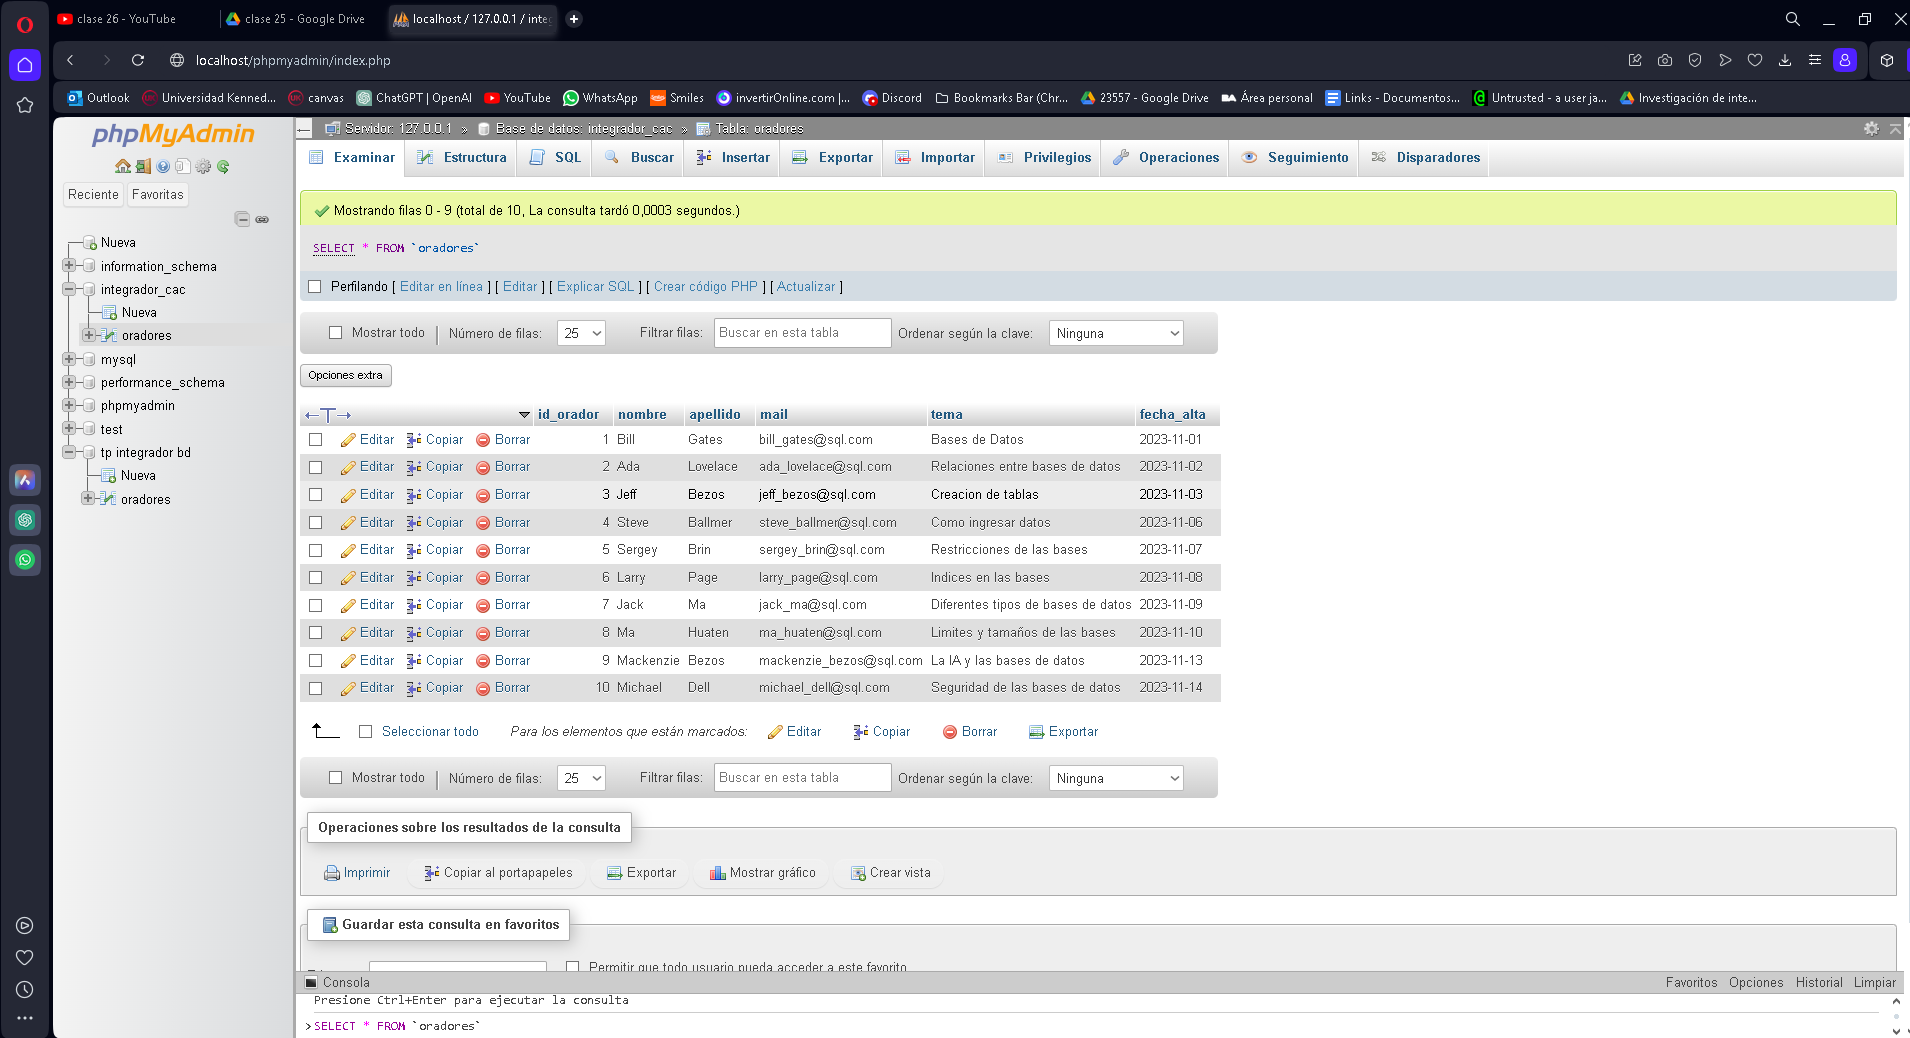 clase 26 - YouTube
clase 25 - Google Drive
localhost / 127.0.0.1 / inte
localhost/phpmyadmin/index.php
Outlook
Universidad Kenned...
canvas
ChatGPT | OpenAI
YouTube
WhatsApp
Smiles
invertirOnline.com |...
Discord
Bookmarks Bar (Chr...
23557 - Google Drive
Área personal
Links - Documentos...
Untrusted - a user ja...
Investigación de inte...
phpMyAdmin
Reciente
Favoritas
Nueva
information_schema
integrador_cac
Nueva
oradores
mysql
performance_schema
phpmyadmin
test
tp integrador bd
Nueva
oradores
Servidor: 127.0.0.1 » Base de datos: integrador_cac » Tabla: oradores
Examinar
Estructura
SQL
Buscar
Insertar
Exportar
Importar
Privilegios
Operaciones
Seguimiento
Disparadores
Mostrando filas 0 - 9 (total de 10, La consulta tardó 0,0003 segundos.)
SELECT * FROM `oradores`
Perfilando [ Editar en línea ] [ Editar ] [ Explicar SQL ] [ Crear código PHP ] [ Actualizar ]
Mostrar todo | Número de filas: 25 Filtrar filas: Buscar en esta tabla Ordenar según la clave: Ninguna
Opciones extra
id_orador nombre apellido mail tema fecha_alta
Editar Copiar Borrar 1 Bill Gates bill_gates@sql.com Bases de Datos 2023-11-01
Editar Copiar Borrar 2 Ada Lovelace ada_lovelace@sql.com Relaciones entre bases de datos 2023-11-02
Editar Copiar Borrar 3 Jeff Bezos jeff_bezos@sql.com Creacion de tablas 2023-11-03
Editar Copiar Borrar 4 Steve Ballmer steve_ballmer@sql.com Como ingresar datos 2023-11-06
Editar Copiar Borrar 5 Sergey Brin sergey_brin@sql.com Restricciones de las bases 2023-11-07
Editar Copiar Borrar 6 Larry Page larry_page@sql.com Indices en las bases 2023-11-08
Editar Copiar Borrar 7 Jack Ma jack_ma@sql.com Diferentes tipos de bases de datos 2023-11-09
Editar Copiar Borrar 8 Ma Huaten ma_huaten@sql.com Limites y tamaños de las bases 2023-11-10
Editar Copiar Borrar 9 Mackenzie Bezos mackenzie_bezos@sql.com La IA y las bases de datos 2023-11-13
Editar Copiar Borrar 10 Michael Dell michael_dell@sql.com Seguridad de las bases de datos 2023-11-14
Seleccionar todo Para los elementos que están marcados: Editar Copiar Borrar Exportar
Mostrar todo | Número de filas: 25 Filtrar filas: Buscar en esta tabla Ordenar según la clave: Ninguna
Operaciones sobre los resultados de la consulta
Imprimir Copiar al portapapeles Exportar Mostrar gráfico Crear vista
Guardar esta consulta en favoritos
Permitir que todo usuario pueda acceder a este favorito
Consola Favoritos Opciones Historial Limpiar
Presione Ctrl+Enter para ejecutar la consulta
>SELECT * FROM `oradores`